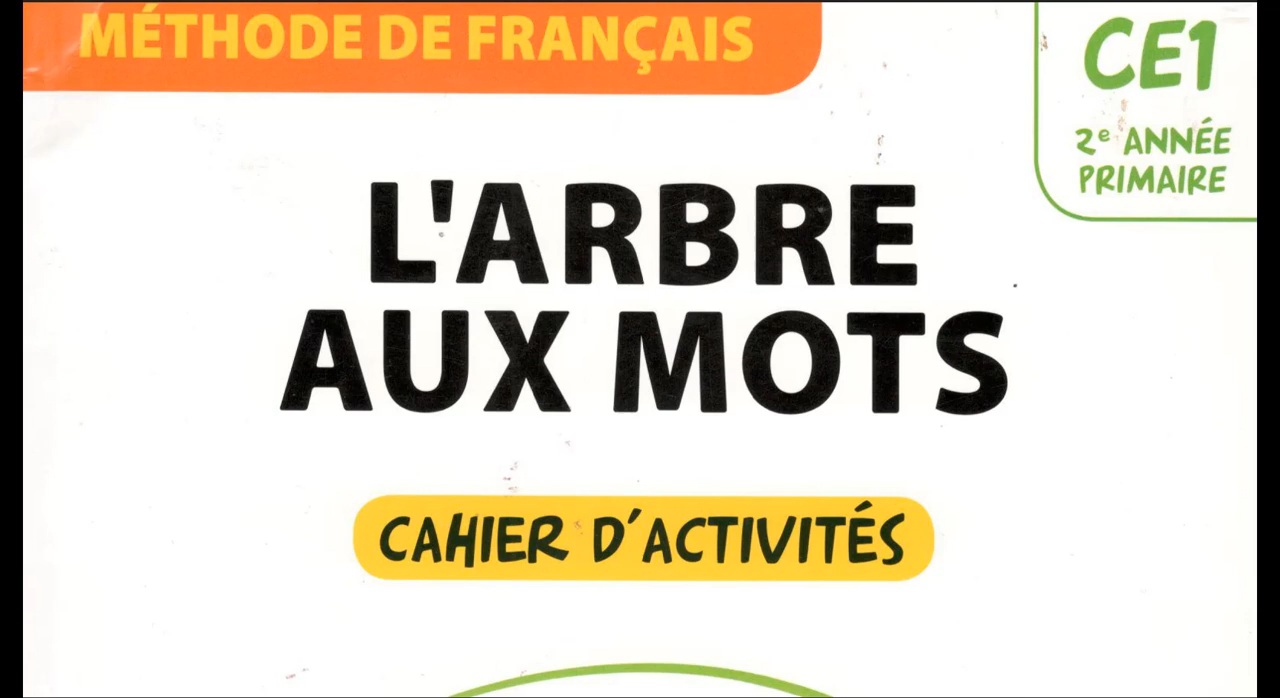 MÉTHODE DE FRANÇAIS
CE1
2e ANNÉE
PRIMAIRE
L'ARBRE
AUX MOTS
CAHIER D'ACTIVITÉS